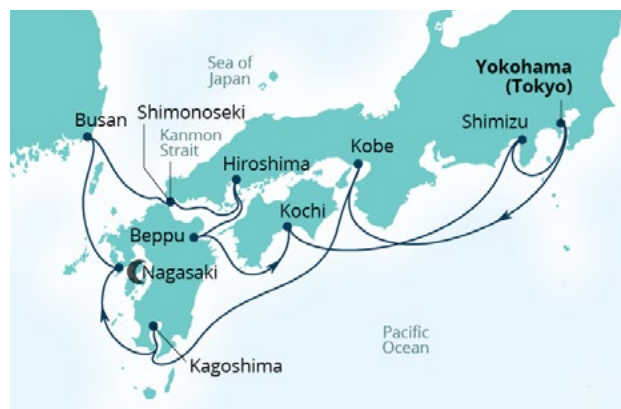 Sea of
Japan
Yokohama
(Tokyo)
Busan
Shimonoseki
Kanmon
Strait
Shimizu
Kobe
Hiroshima
Kochi
Beppu
Nagasaki
Pacific
Ocean
Kagoshima